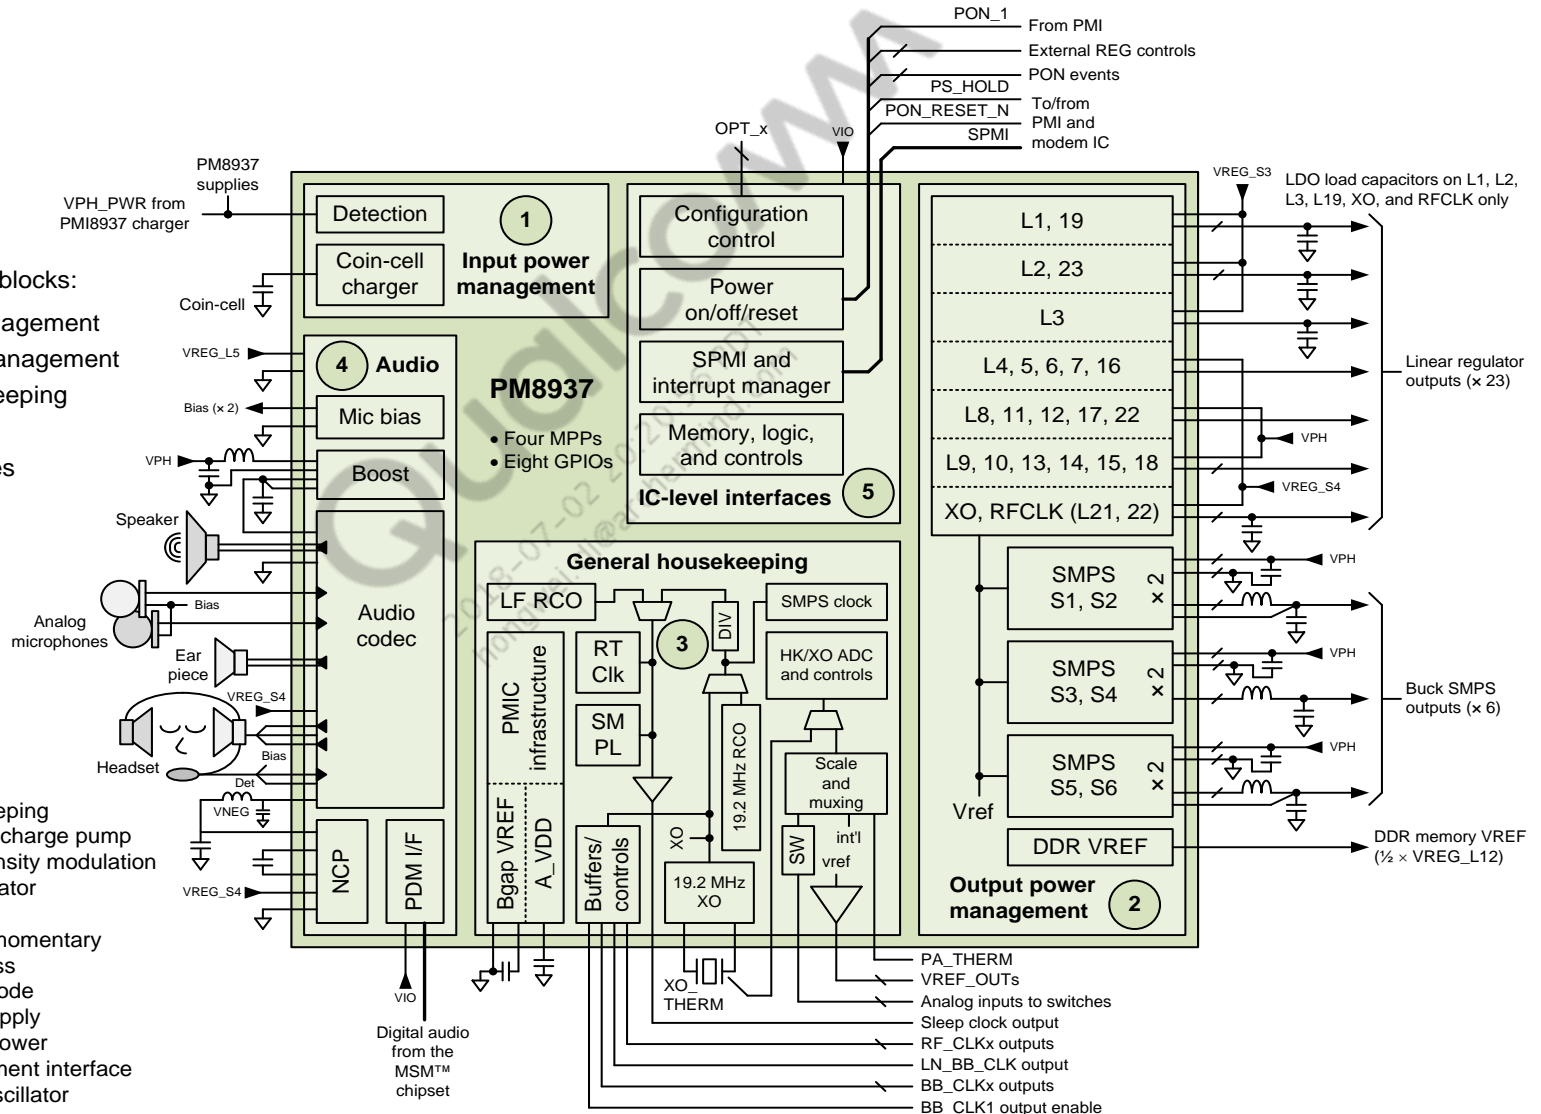 PON_1
From PMI
External REG controls
PON events
PS_HOLD
PON_RESET_N
SPMI
To/from
PMI and
modem IC
OPT_x
VIO
PM8937
supplies
VPH_PWR from
PMI8937 charger
Coin-cell
blocks:
agement
anagement
eeping
es
eeping
charge pump
nsity modulation
ator
momentary
ss
ode
pply
ower
ment interface
scillator
Detection
Coin-cell
charger
1
Input power
management
VREG_L5
4 Audio
Bias (× 2)
Mic bias
VPH
Boost
Speaker
Bias
Analog
microphones
Ear
piece
VREG_S4
Audio
codec
Headset
Bias
Det
VNEG
VREG_S4
NCP
PDM I/F
VIO
Digital audio
from the
MSM™
chipset
PM8937
• Four MPPs
• Eight GPIOs
Configuration
control
Power
on/off/reset
SPMI and
interrupt manager
Memory, logic,
and controls
IC-level interfaces
5
General housekeeping
LF RCO
DIV
SMPS clock
3
RT
Clk
SM
PL
PMIC
infrastructure
Bgap VREF
A_VDD
HK/XO ADC
and controls
19.2 MHz RCO
Scale
and
muxing
XO
SW
int'l
vref
Buffers/
controls
19.2 MHz
XO
XO_
THERM
PA_THERM
VREF_OUTs
Analog inputs to switches
Sleep clock output
RF_CLKx outputs
LN_BB_CLK output
BB_CLKx outputs
BB_CLK1 output enable
L1, 19
L2, 23
L3
L4, 5, 6, 7, 16
L8, 11, 12, 17, 22
L9, 10, 13, 14, 15, 18
XO, RFCLK (L21, 22)
VREG_S3
LDO load capacitors on L1, L2,
L3, L19, XO, and RFCLK only
VPH
VREG_S4
Linear regulator
outputs (× 23)
SMPS
S1, S2
× 2
VPH
SMPS
S3, S4
× 2
VPH
SMPS
S5, S6
× 2
VPH
Buck SMPS
outputs (× 6)
Vref
DDR VREF
DDR memory VREF
(½ × VREG_L12)
Output power
management
2
Qualcomm